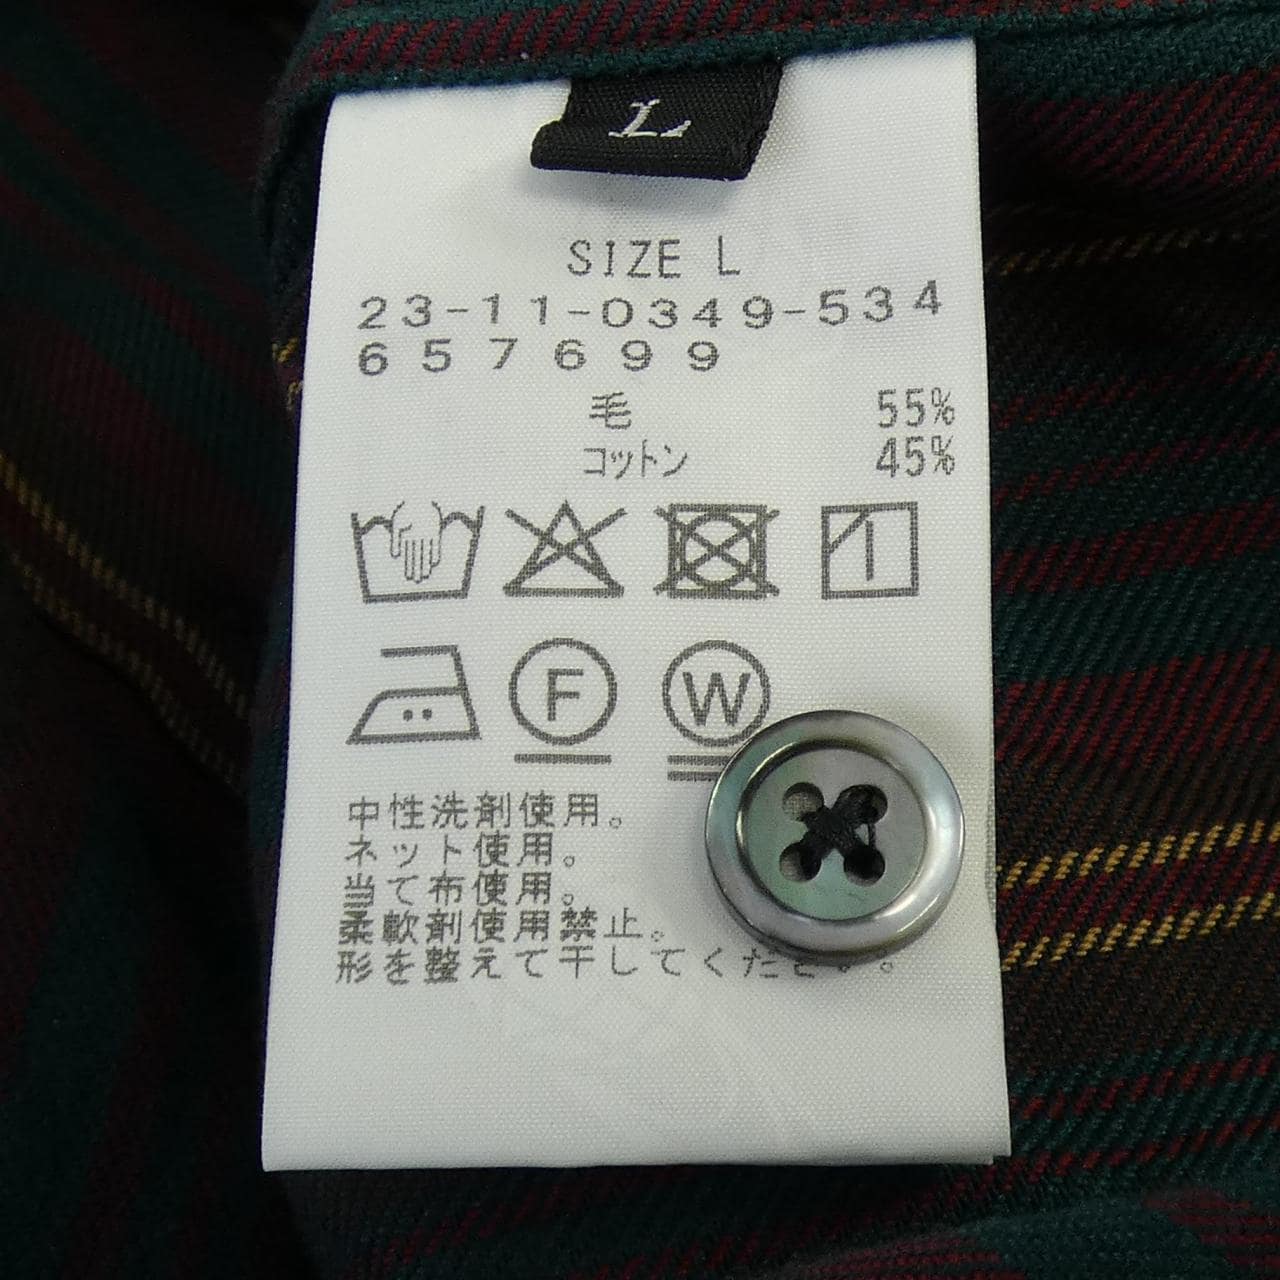 L
SIZE L
23-11-0349-534
657699
毛 55%
コットン 45%
F
W
中性洗剤使用。
ネット使用。
当て布使用。
柔軟剤使用禁止。
形を整えて干してください。